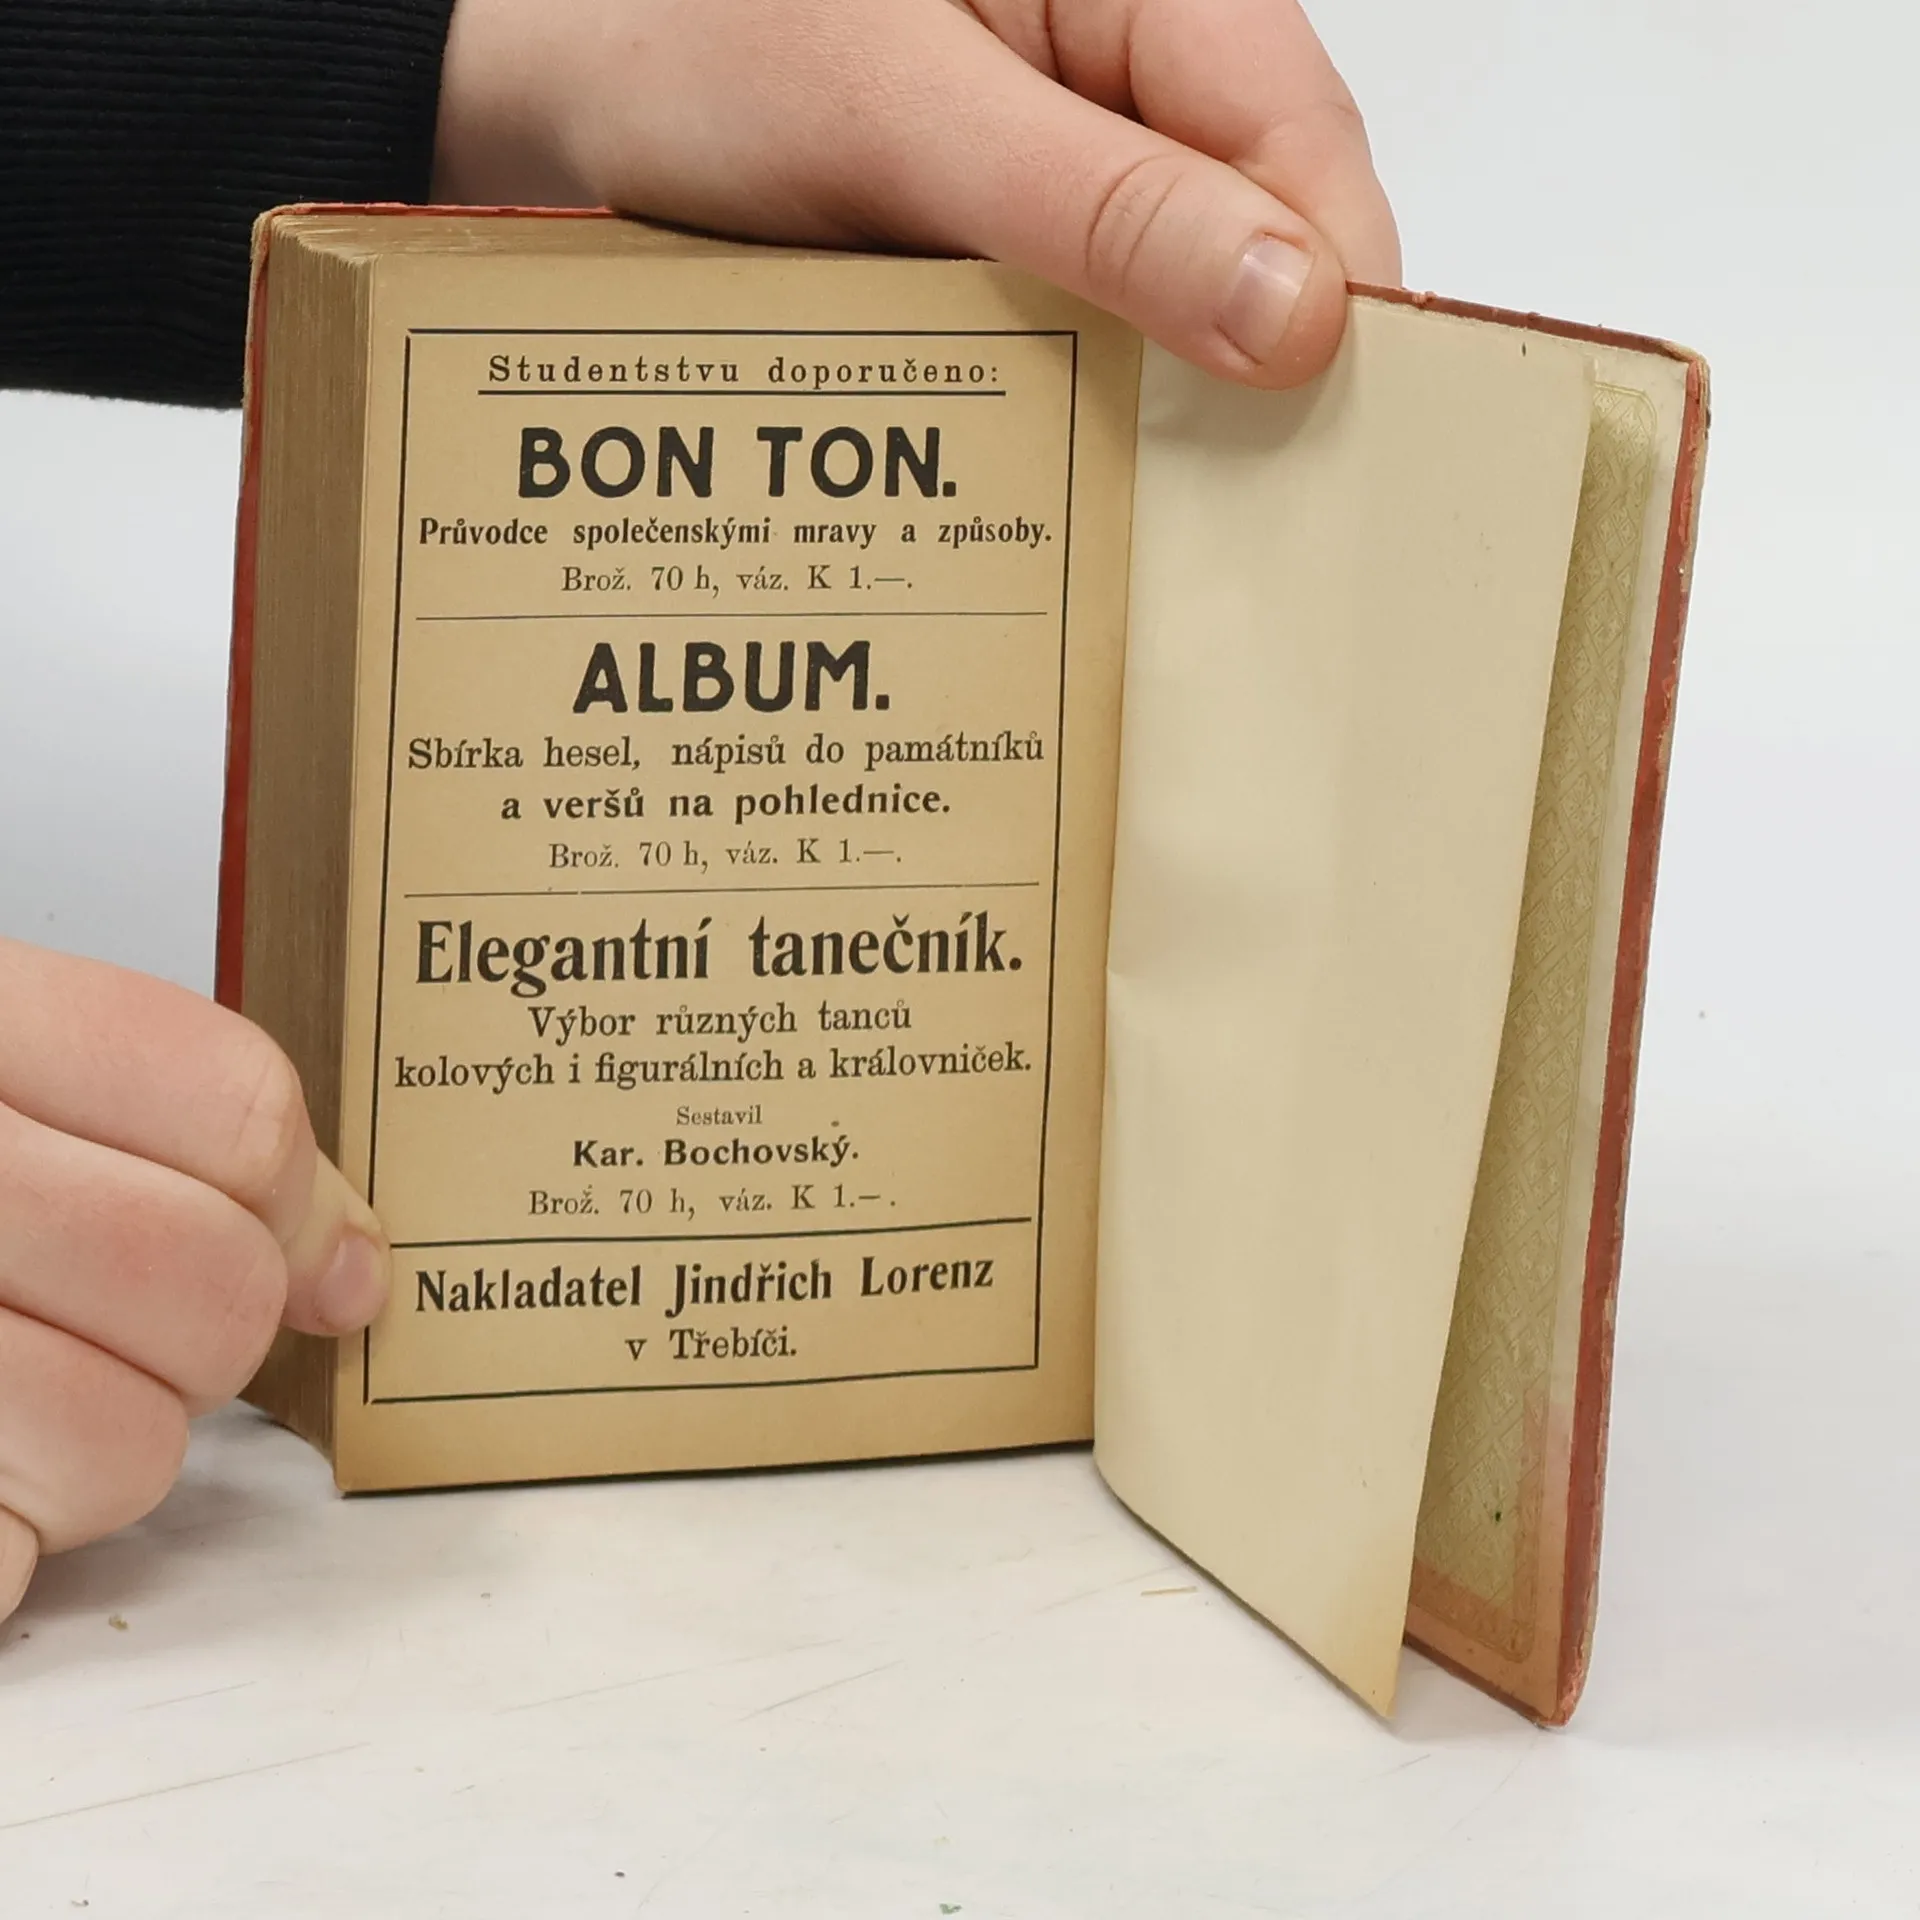 Studentstvu doporučeno:
BON TON.
Průvodce společenskými mravy a způsoby.
Brož. 70 h, váz. K 1.—.
ALBUM.
Sbírka hesel, nápisů do památníků
a veršů na pohlednice.
Brož. 70 h, váz. K 1.—.
Elegantní tanečník.
Výbor různých tanců
kolových i figurálních a královniček.
Sestavil
Kar. Bochovský.
Brož. 70 h, váz. K 1.—.
Nakladatel Jindřich Lorenz
v Třebíči.